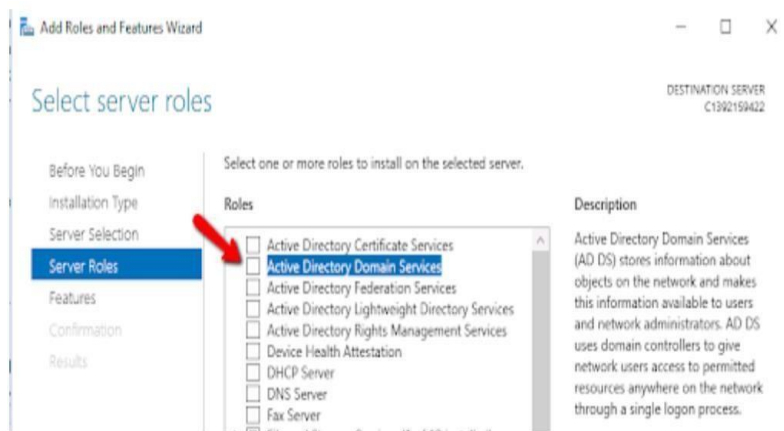 Add Roles and Features Wizard
Select server roles
DESTINATION SERVER
C1392159422
Before You Begin
Installation Type
Server Selection
Server Roles
Features
Confirmation
Results
Select one or more roles to install on the selected server.
Roles
Active Directory Certificate Services
Active Directory Domain Services
Active Directory Federation Services
Active Directory Lightweight Directory Services
Active Directory Rights Management Services
Device Health Attestation
DHCP Server
DNS Server
Fax Server
Description
Active Directory Domain Services
(AD DS) stores information about
objects on the network and makes
this information available to users
and network administrators. AD DS
uses domain controllers to give
network users access to permitted
resources anywhere on the network
through a single logon process.